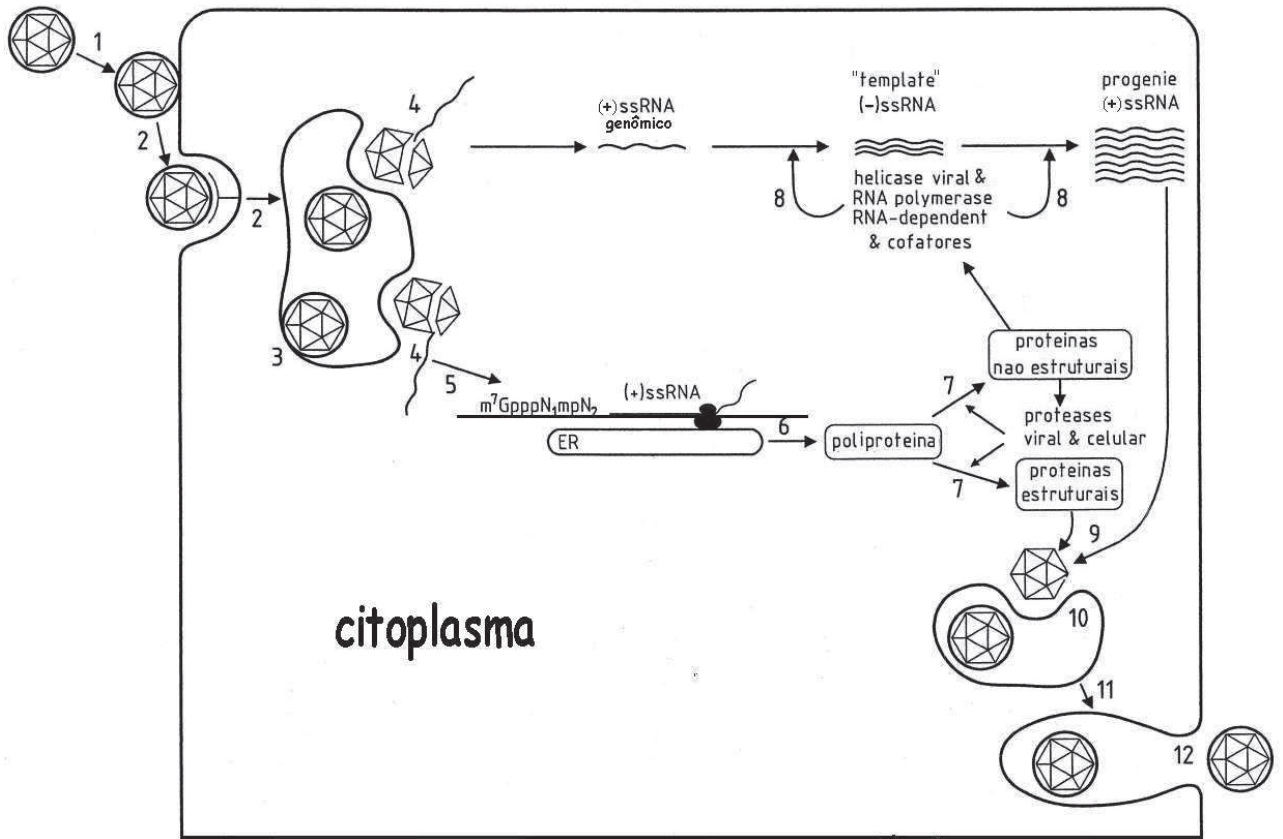 1
2
2
3
4
4
5
(+)ssRNA
genômico
"template"
(-)ssRNA
progenie
(+)ssRNA
8
8
helicase viral &
RNA polymerase
RNA-dependent
& cofatores
m⁷GpppN₁mpN₂
(+)ssRNA
ER
6
poliproteina
7
7
proteinas
nao estruturais
proteases
viral & celular
proteinas
estruturais
9
10
11
12
citoplasma